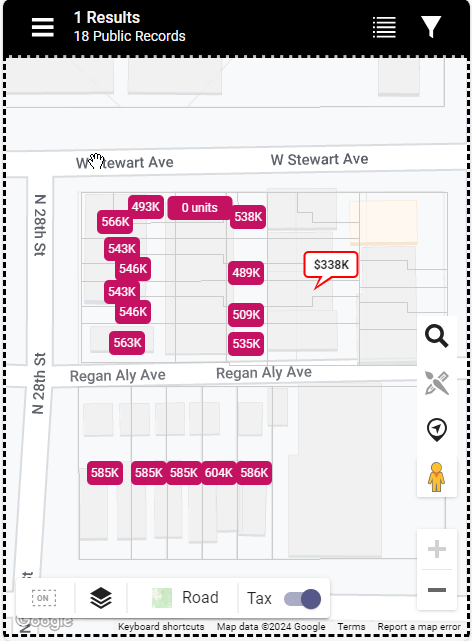 1 Results
18 Public Records
W Stewart Ave
W Stewart Ave
N 28th St
493K
0 units
566K
538K
543K
546K
489K
$338K
543K
546K
509K
563K
535K
N 28th St
Regan Aly Ave
Regan Aly Ave
585K
585K
585K
604K
586K
ON
Road
Tax
Google
Keyboard shortcuts
Map data ©2024 Google
Terms
Report a map error